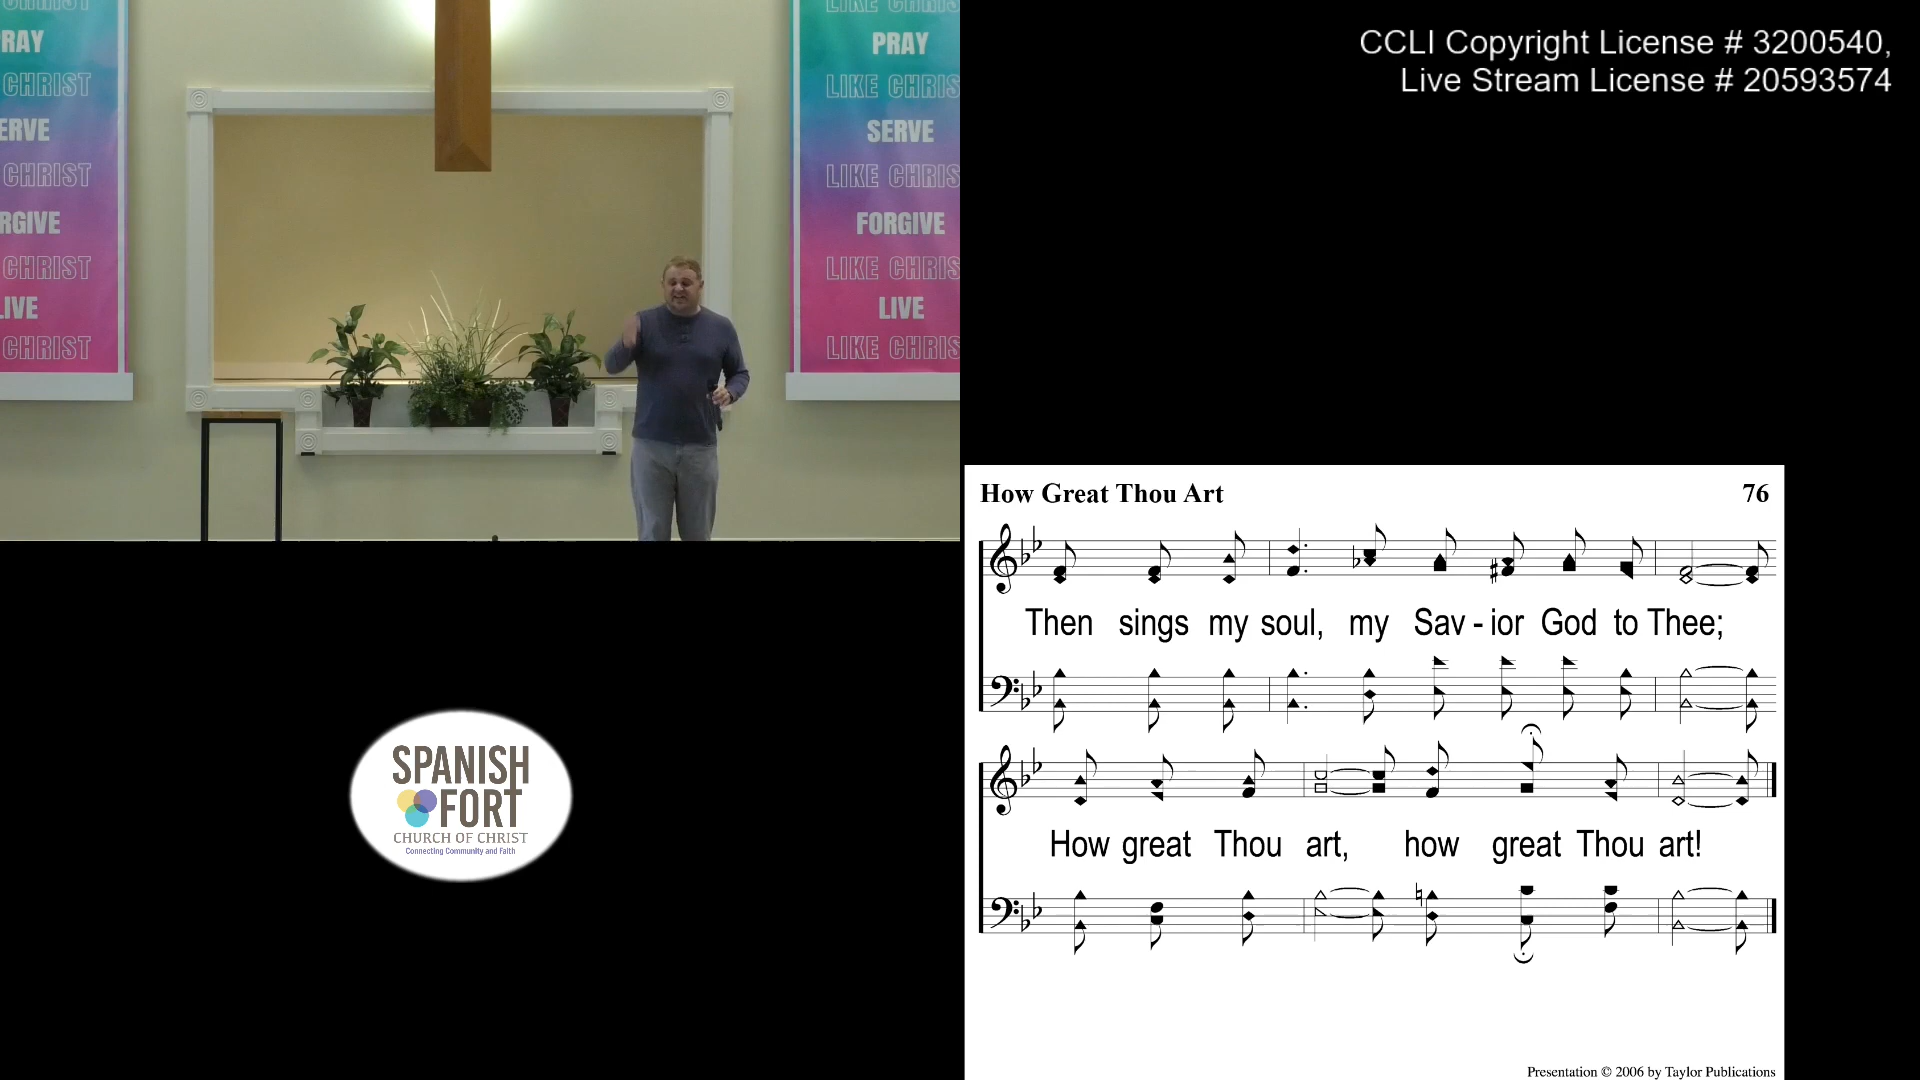 CHRIST
RAY
CHRIST
ERVE
CHRIST
RGIVE
CHRIST
IVE
CHRIST
LIKE CHRIS
PRAY
LIKE CHRIS
SERVE
LIKE CHRIS
FORGIVE
LIKE CHRIS
LIVE
LIKE CHRIS
CCLI Copyright License # 3200540,
Live Stream License # 20593574
How Great Thou Art 76
Then sings my soul, my Sav - ior God to Thee;
How great Thou art, how great Thou art!
Presentation © 2006 by Taylor Publications
SPANISH
FORT
CHURCH OF CHRIST
Connecting Community and Faith